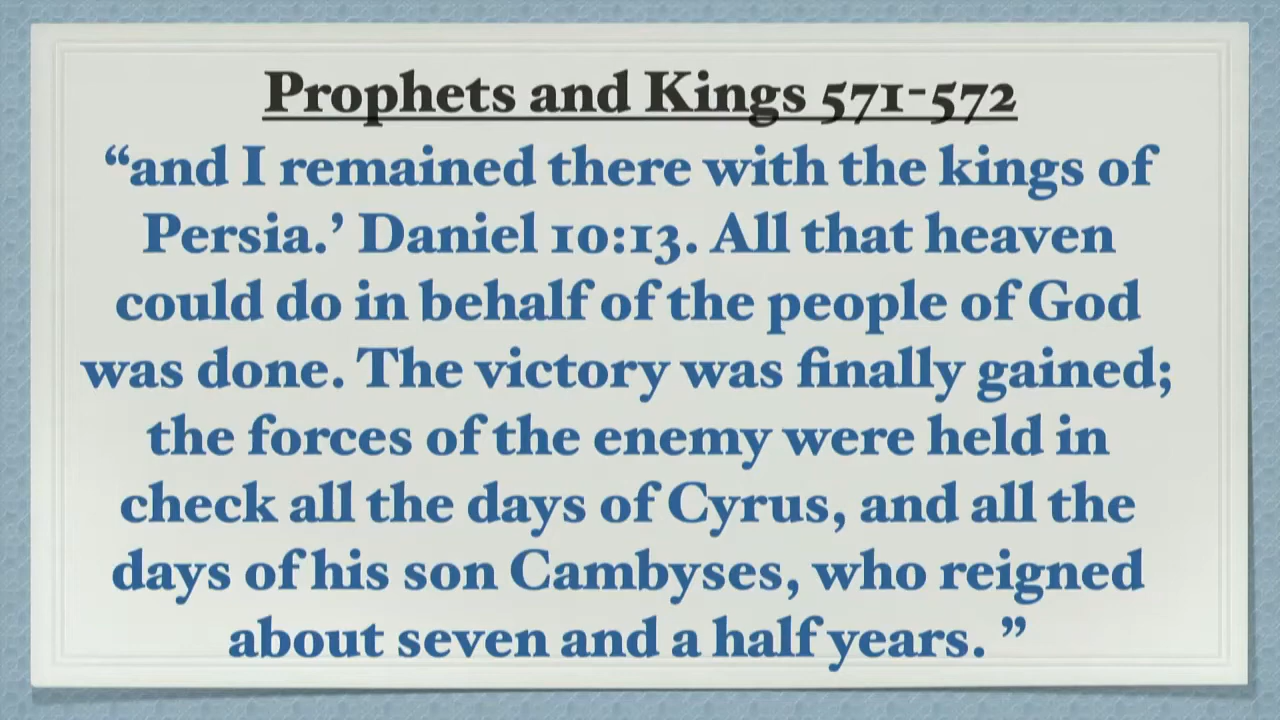 Prophets and Kings 571-572
“and I remained there with the kings of
Persia.’ Daniel 10:13. All that heaven
could do in behalf of the people of God
was done. The victory was finally gained;
the forces of the enemy were held in
check all the days of Cyrus, and all the
days of his son Cambyses, who reigned
about seven and a half years. ”